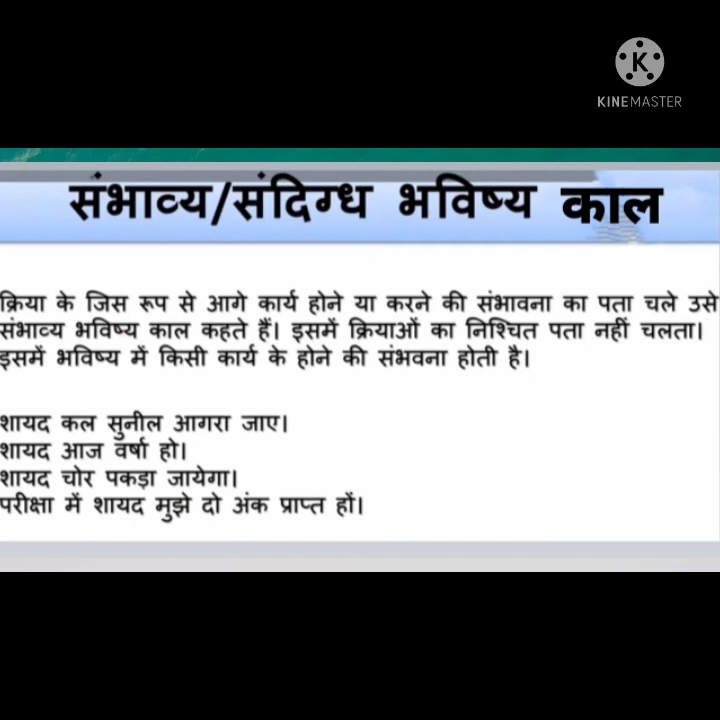 KINEMASTER
संभाव्य/संदिग्ध भविष्य काल
क्रिया के जिस रूप से आगे कार्य होने या करने की संभावना का पता चले उसे
संभाव्य भविष्य काल कहते हैं। इसमें क्रियाओं का निश्चित पता नहीं चलता।
इसमें भविष्य में किसी कार्य के होने की संभवना होती है।
शायद कल सुनील आगरा जाए।
शायद आज वर्षा हो।
शायद चोर पकड़ा जायेगा।
परीक्षा में शायद मुझे दो अंक प्राप्त हों।